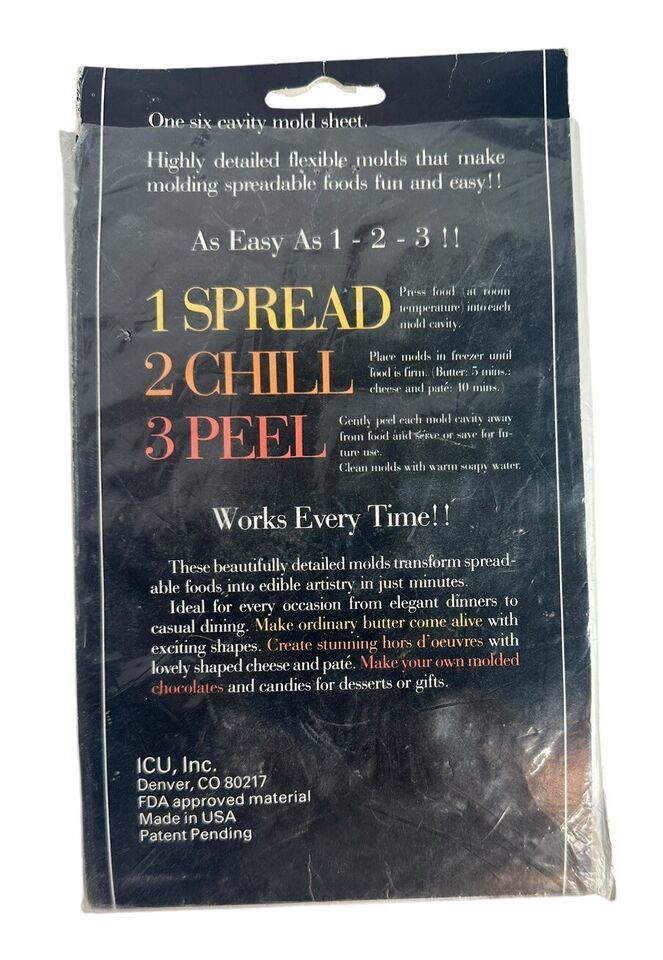 One six cavity mold sheet.
Highly detailed flexible molds that make
molding spreadable foods fun and easy!!
As Easy As 1 - 2 - 3 !!
1 SPREAD
Press food (at room
temperature) into each
mold cavity.
2 CHILL
Place molds in freezer until
food is firm. (Butter: 5 mins.;
cheese and paté: 10 mins.)
3 PEEL
Gently peel each mold cavity away
from food and serve or save for fu-
ture use.
Clean molds with warm soapy water.
Works Every Time!!
These beautifully detailed molds transform spread-
able foods into edible artistry in just minutes.
Ideal for every occasion from elegant dinners to
casual dining. Make ordinary butter come alive with
exciting shapes. Create stunning hors d'oeuvres with
lovely shaped cheese and paté. Make your own molded
chocolates and candies for desserts or gifts.
ICU, Inc.
Denver, CO 80217
FDA approved material
Made in USA
Patent Pending